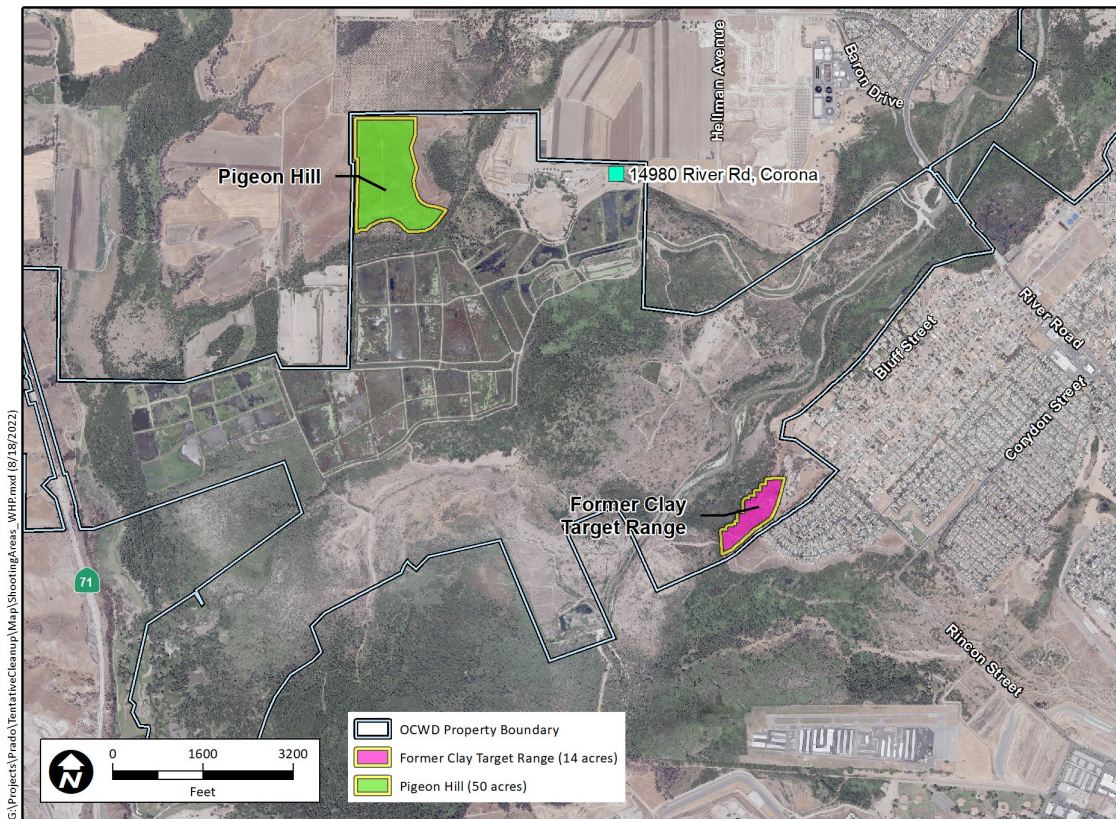 Hellman Avenue
Baron Drive
Pigeon Hill
14980 River Rd, Corona
River Road
Bluff Street
Corydon Street
Former Clay
Target Range
Rincon Street
71
G:\Projects\Prado\TentativeCleanup\Map\ShootingAreas_WHP.mxd (8/18/2022)
N
0 1600 3200
Feet
OCWD Property Boundary
Former Clay Target Range (14 acres)
Pigeon Hill (50 acres)